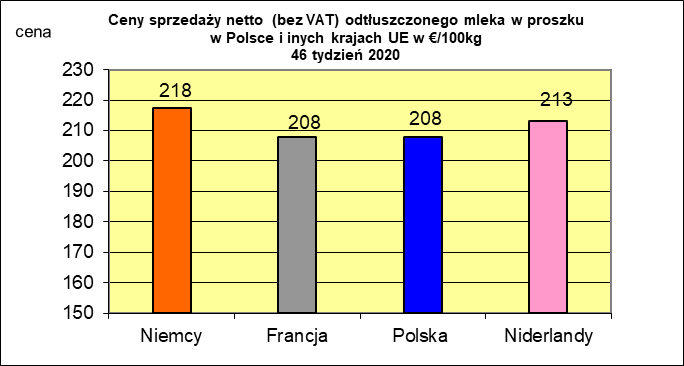 Ceny sprzedaży netto (bez VAT) odtłuszczonego mleka w proszku
w Polsce i inych krajach UE w €/100kg
46 tydzień 2020
cena
230
220
210
200
190
180
170
160
150
218
208
208
213
Niemcy
Francja
Polska
Niderlandy